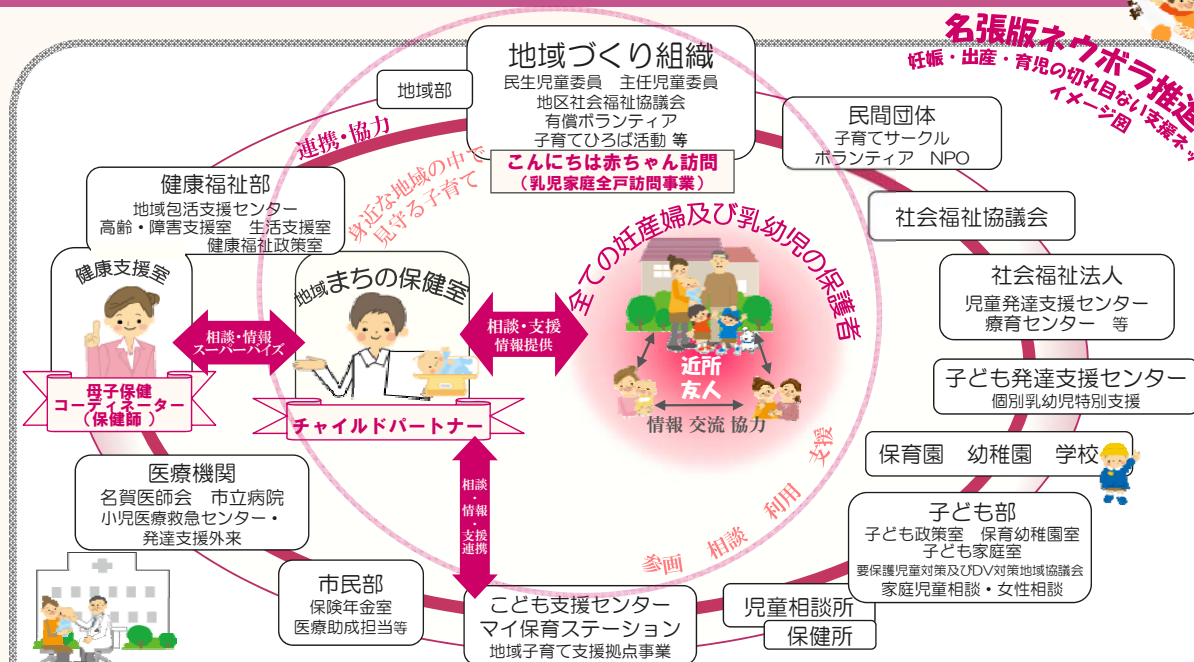 名張版ネウボラ推進
妊娠・出産・育児の切れ目ない支援ネッ
イメージ図
地域づくり組織
民生児童委員 主任児童委員
地区社会福祉協議会
有償ボランティア
子育てひろば活動 等
こんにちは赤ちゃん訪問
(乳児家庭全戸訪問事業)
地域部
連携・協力
民間団体
子育てサークル
ボランティア NPO
健康福祉部
地域包括支援センター
高齢・障害支援室 生活支援室
健康福祉政策室
身近な地域の中で
見守る子育て
社会福祉協議会
健康支援室
地域まちの保健室
全ての妊産婦及び乳幼児の保護者
社会福祉法人
児童発達支援センター
療育センター 等
相談・情報
スーパーバイズ
相談・支援
情報提供
近所
友人
情報 交流 協力
子ども発達支援センター
個別乳幼児特別支援
母子保健
コーディネーター
(保健師)
チャイルドパートナー
保育園 幼稚園 学校
医療機関
名賀医師会 市立病院
小児医療救急センター・
発達支援外来
相談
・
情報
・
支援
連携
参画 相談 利用 支援
子ども部
子ども政策室 保育幼稚園室
子ども家庭室
要保護児童対策及びDV対策地域協議会
家庭児童相談・女性相談
市民部
保険年金室
医療助成担当等
こども支援センター
マイ保育ステーション
地域子育て支援拠点事業
児童相談所
保健所